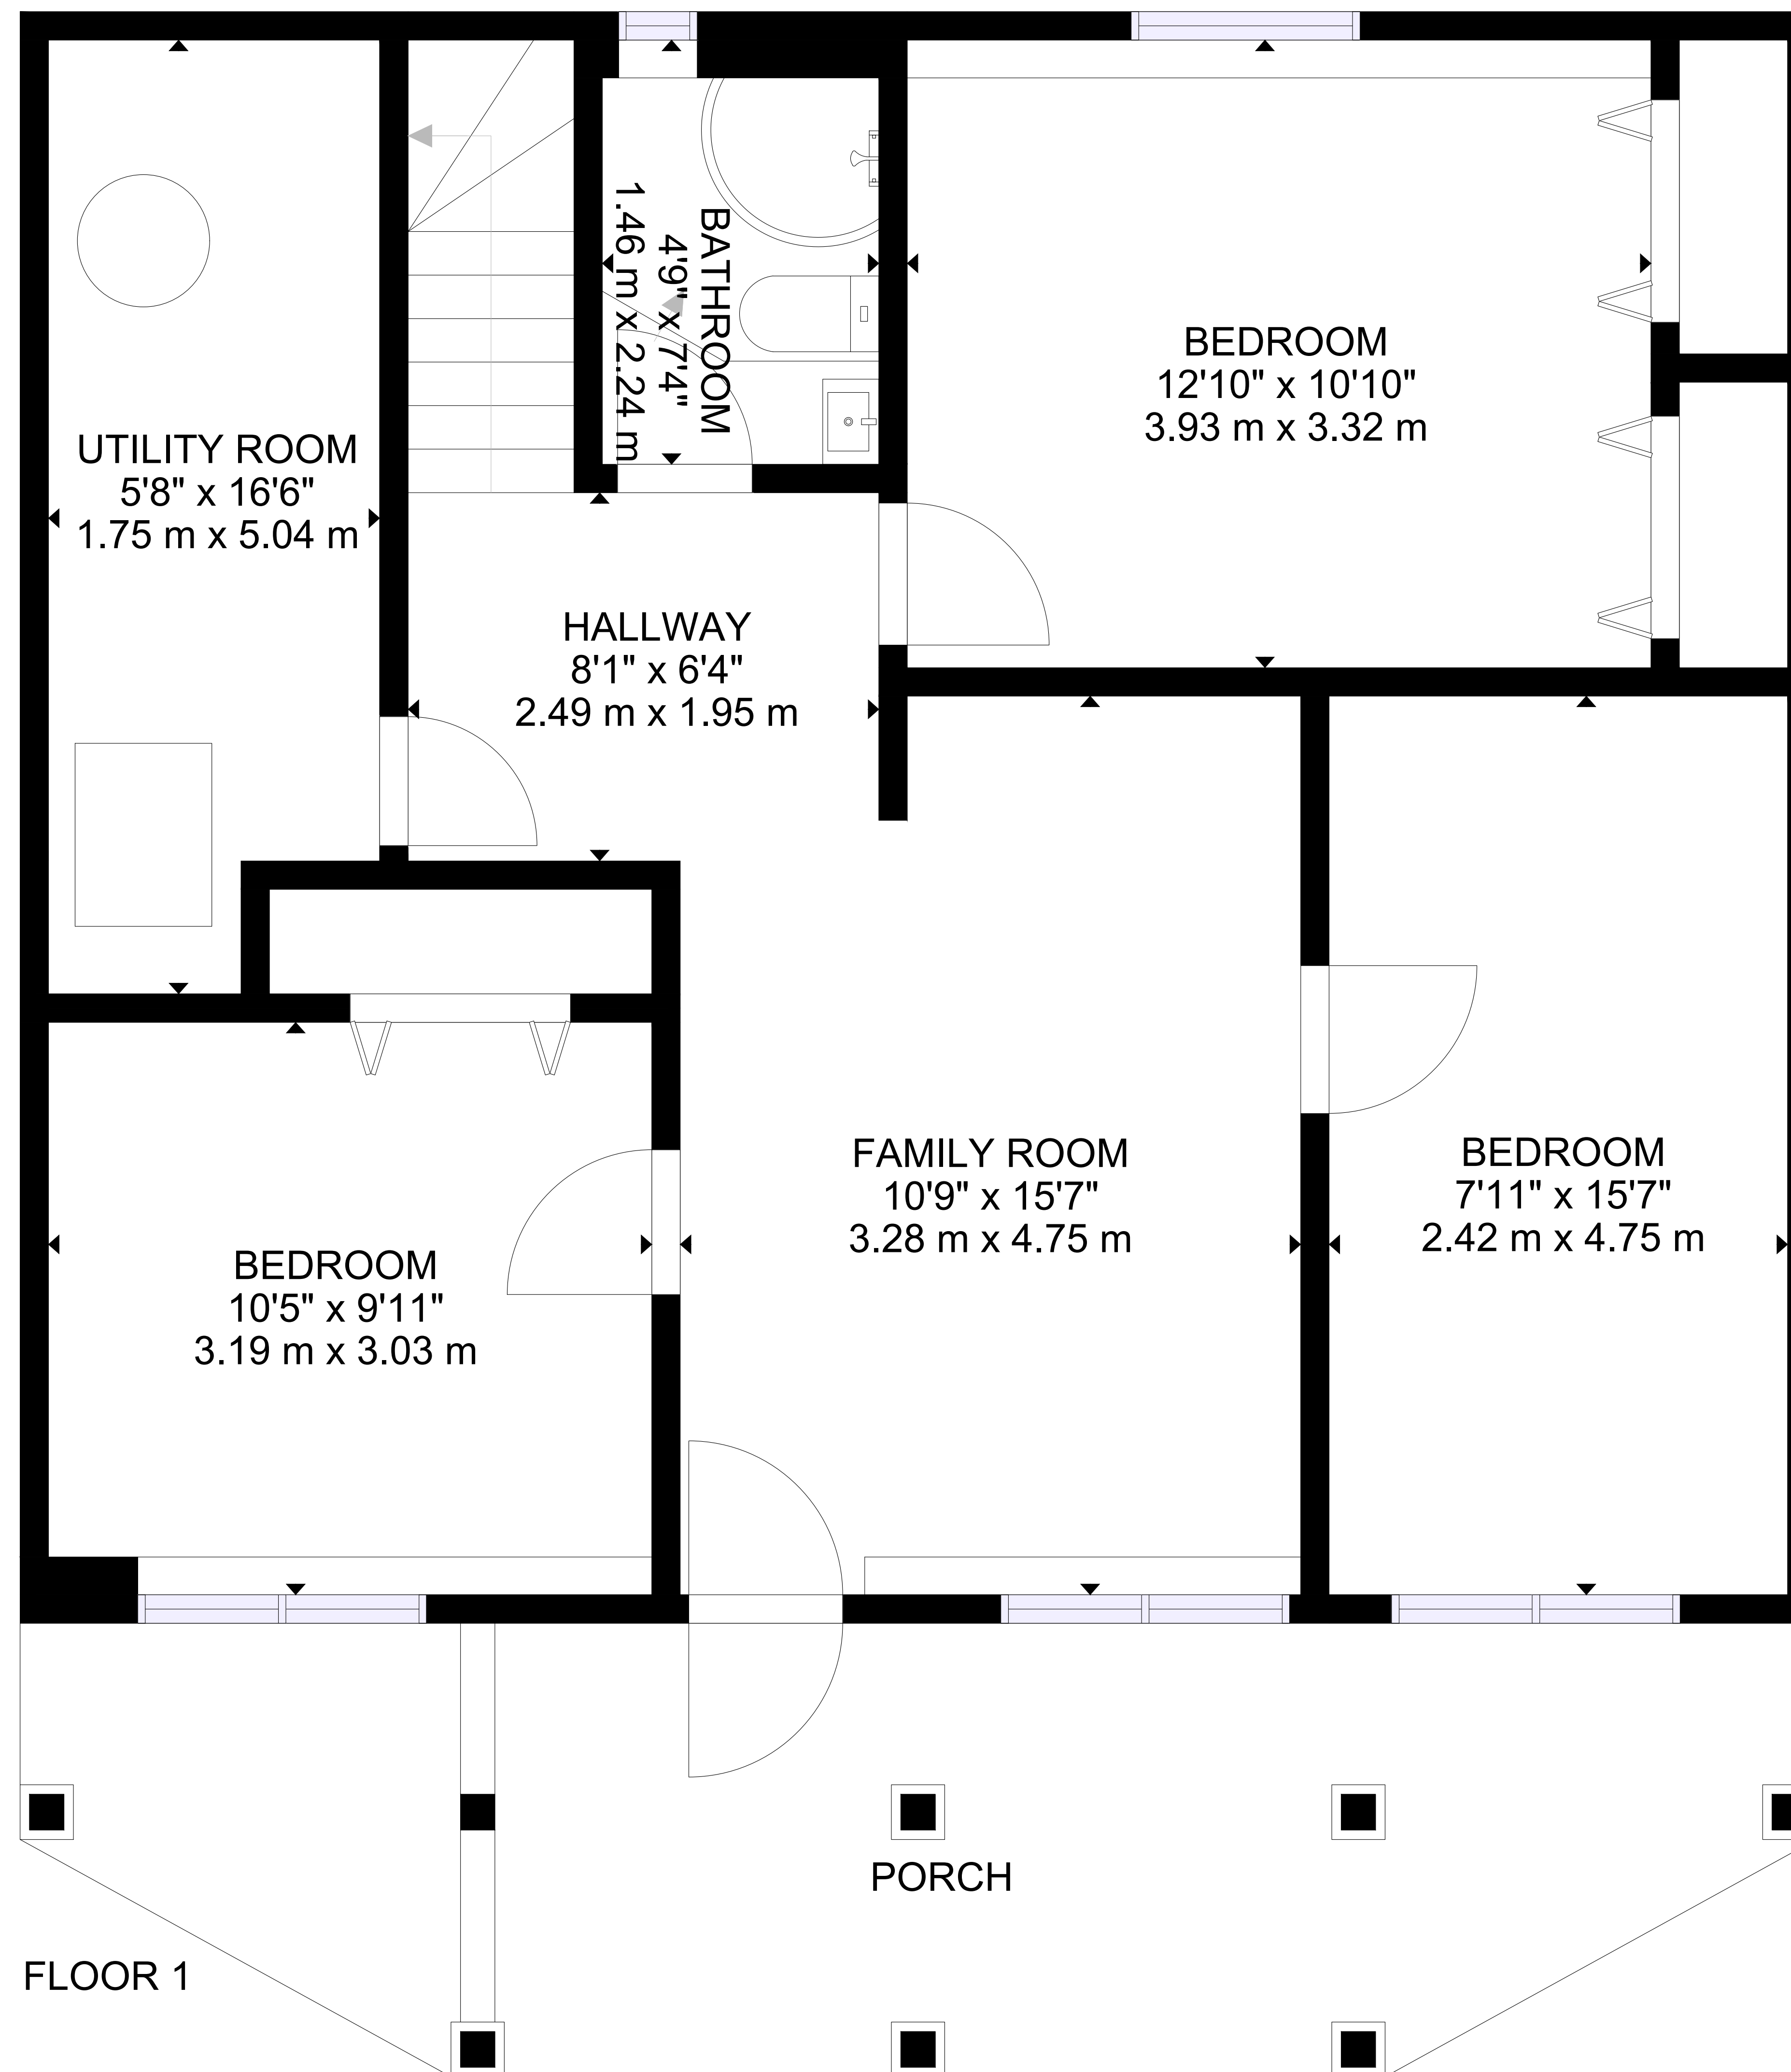 BATHROOM
4'9" x 7'4"
1.46 m x 2.24 m
BEDROOM
12'10" x 10'10"
3.93 m x 3.32 m
UTILITY ROOM
5'8" x 16'6"
1.75 m x 5.04 m
HALLWAY
8'1" x 6'4"
2.49 m x 1.95 m
FAMILY ROOM
10'9" x 15'7"
3.28 m x 4.75 m
BEDROOM
7'11" x 15'7"
2.42 m x 4.75 m
BEDROOM
10'5" x 9'11"
3.19 m x 3.03 m
PORCH
FLOOR 1